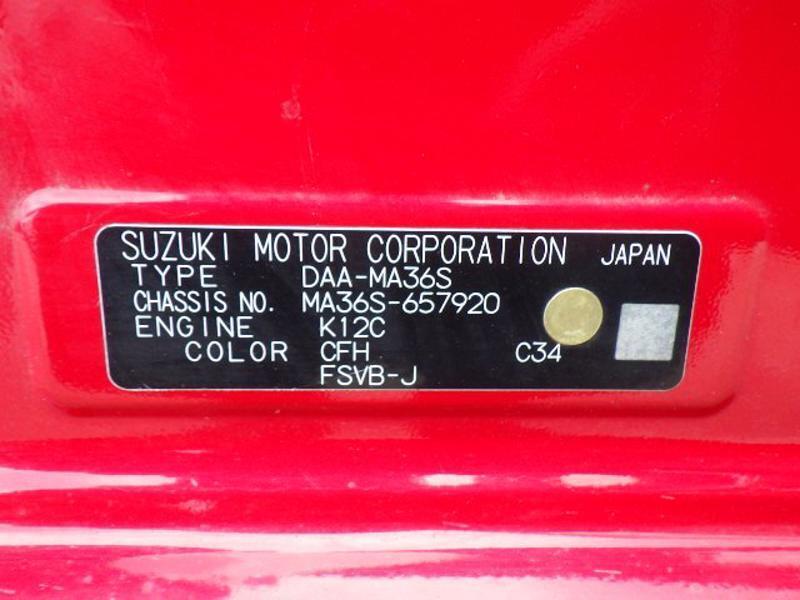 SUZUKI MOTOR CORPORATION JAPAN
TYPE DAA-MA36S
CHASSIS NO. MA36S-657920
ENGINE K12C
COLOR CFH C34
FSVB-J